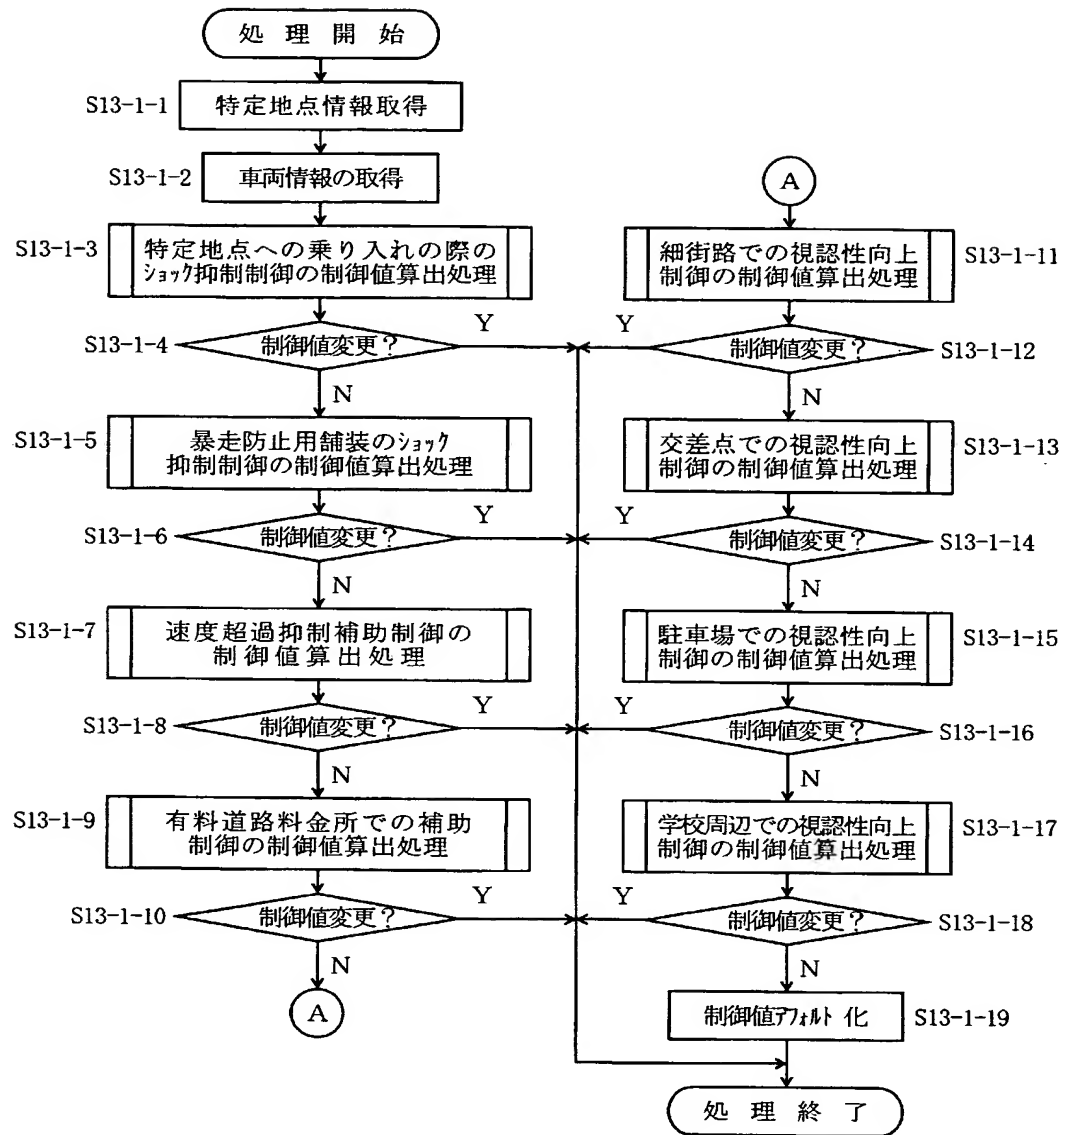 処理開始
S13-1-1
特定地点情報取得
S13-1-2
車両情報の取得
S13-1-3
特定地点への乗り入れの際の
ショック抑制制御の制御値算出処理
S13-1-4
制御値変更?
Y
N
S13-1-5
暴走防止用舗装のショック
抑制制御の制御値算出処理
S13-1-6
制御値変更?
Y
N
S13-1-7
速度超過抑制補助制御の
制御値算出処理
S13-1-8
制御値変更?
Y
N
S13-1-9
有料道路料金所での補助
制御の制御値算出処理
S13-1-10
制御値変更?
Y
N
A
A
細街路での視認性向上
制御の制御値算出処理
S13-1-11
Y
制御値変更?
S13-1-12
N
交差点での視認性向上
制御の制御値算出処理
S13-1-13
Y
制御値変更?
S13-1-14
N
駐車場での視認性向上
制御の制御値算出処理
S13-1-15
Y
制御値変更?
S13-1-16
N
学校周辺での視認性向上
制御の制御値算出処理
S13-1-17
Y
制御値変更?
S13-1-18
N
制御値デフォルト化
S13-1-19
処理終了